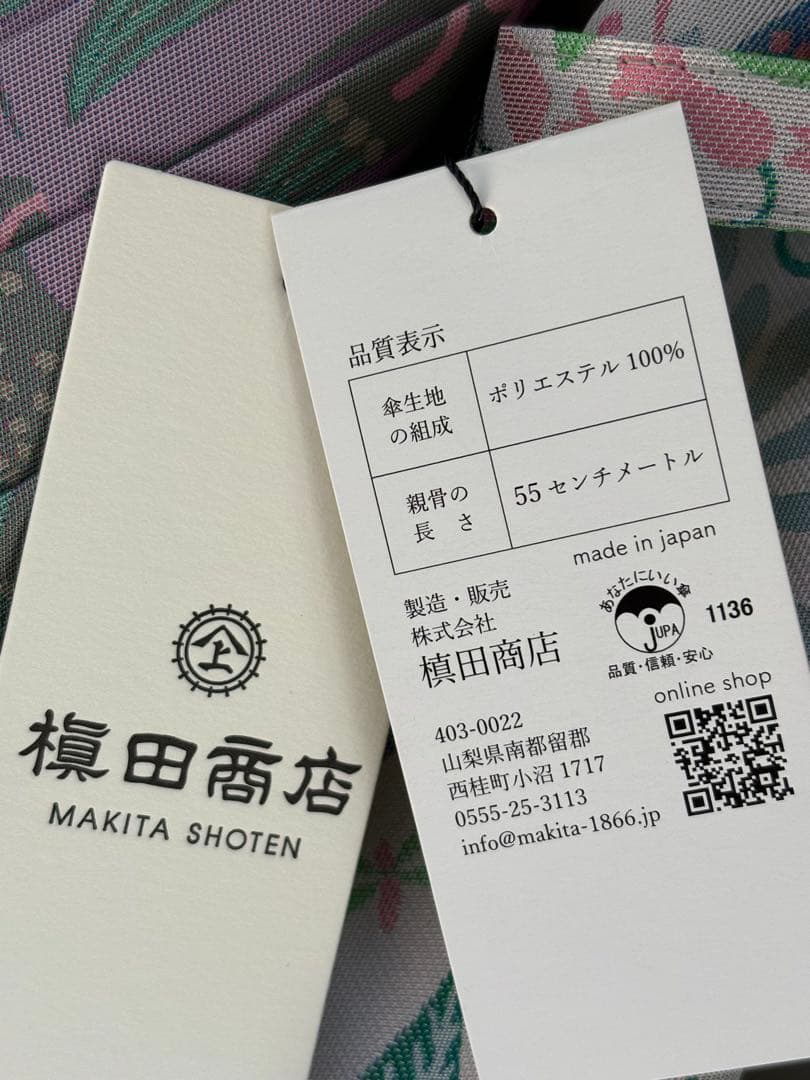 上
槇田商店
MAKITA SHOTEN
品質表示
傘生地
の組成
ポリエステル 100%
親骨の
長　さ
55 センチメートル
made in japan
製造・販売
株式会社
槙田商店
あなたにいい傘
JUPA
品質・信頼・安心
1136
403-0022
山梨県南都留郡
西桂町小沼 1717
0555-25-3113
info@makita-1866.jp
online shop